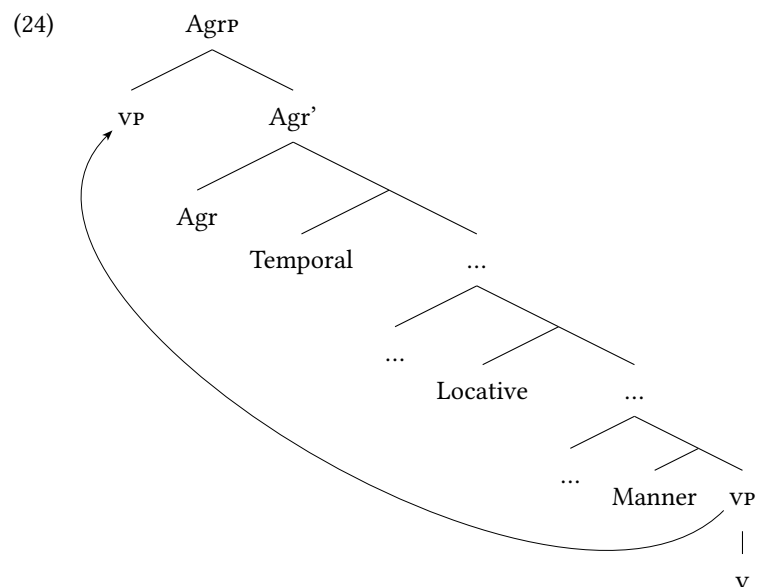 (24)
AgrP
VP
Agr’
Agr
Temporal
...
...
Locative
...
...
Manner
VP
V